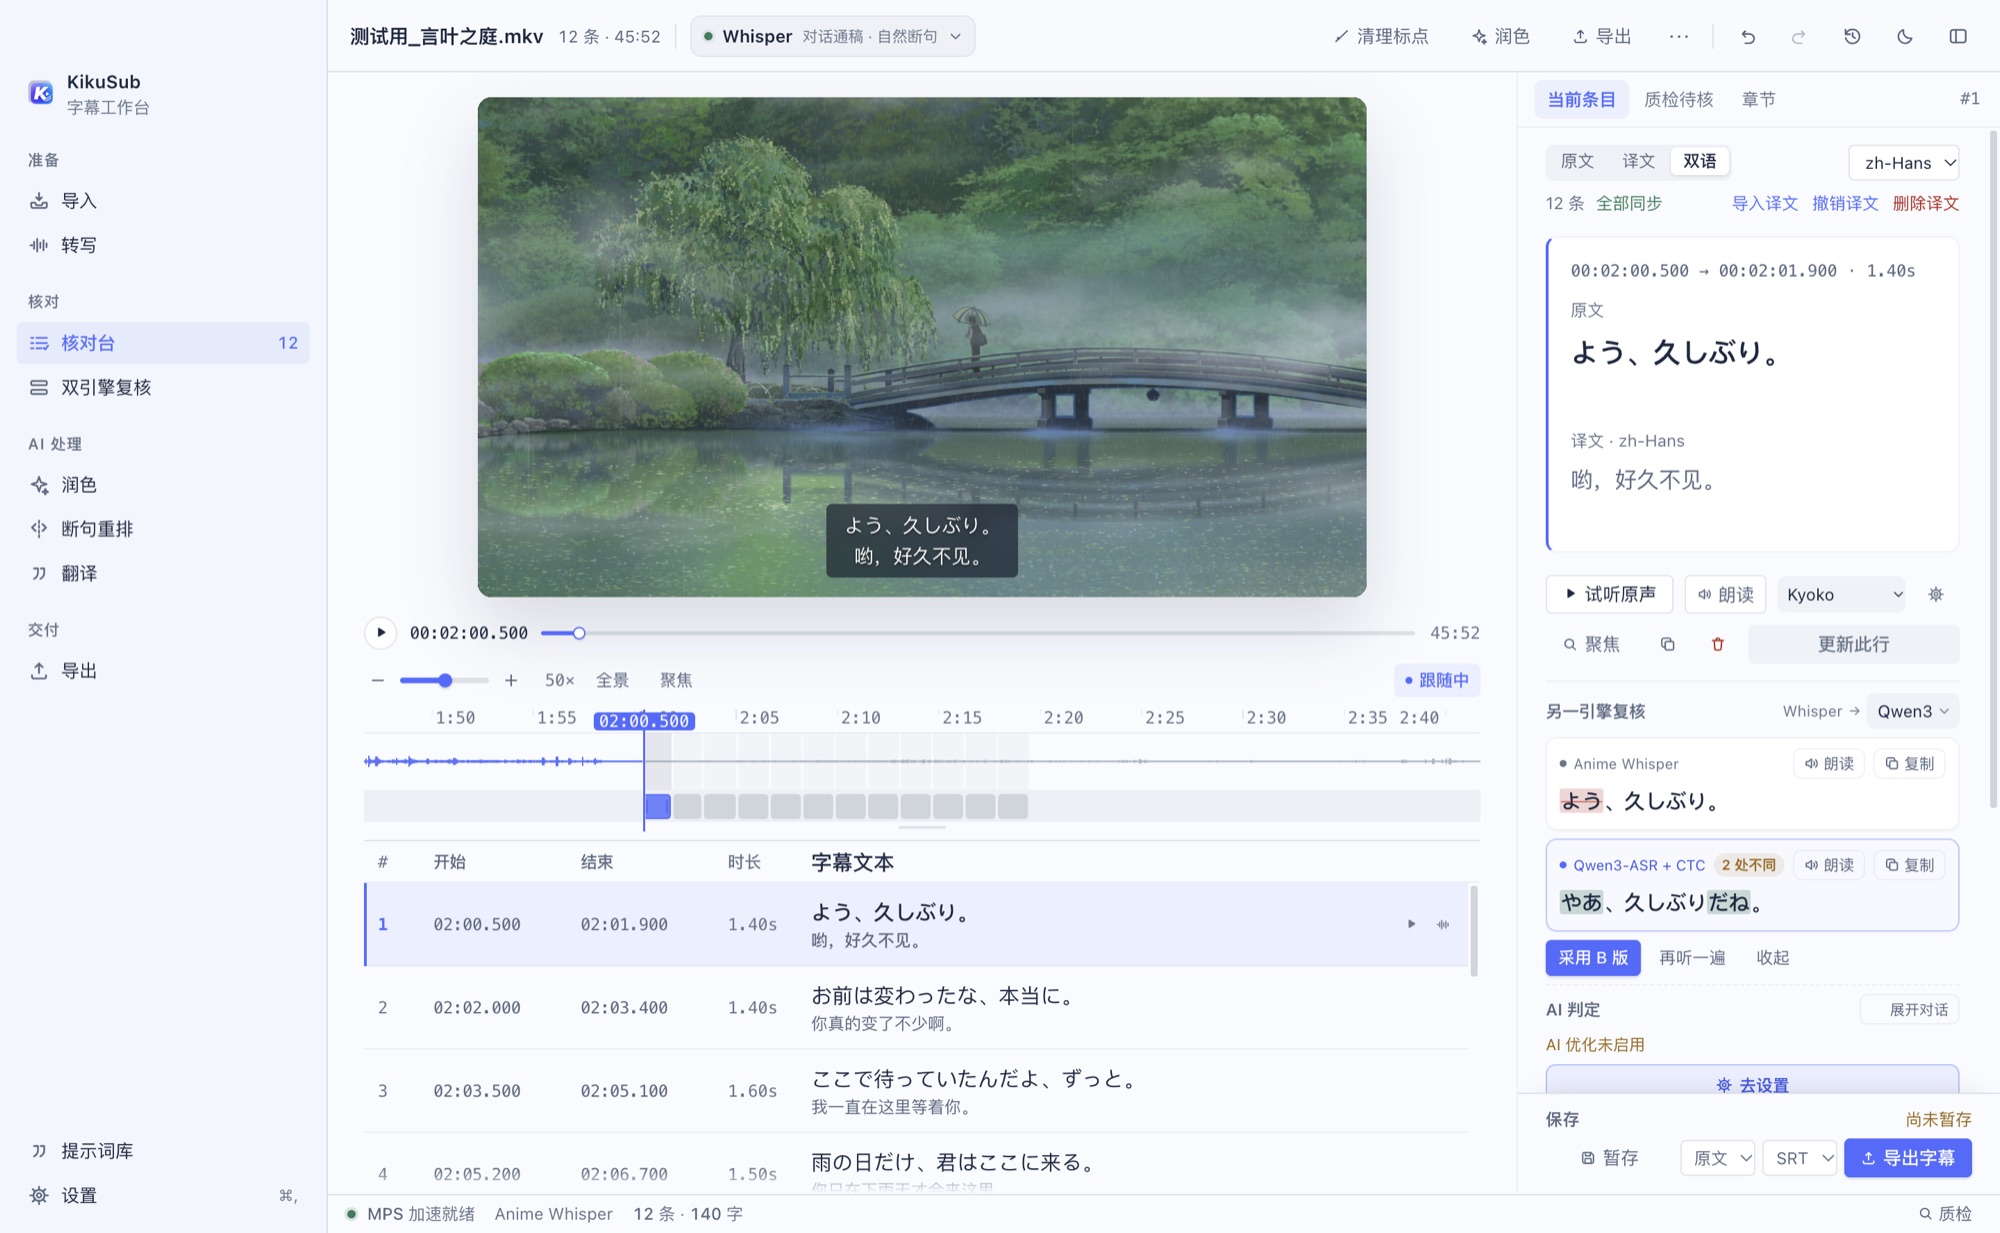 KikuSub
字幕工作台
准备
导入
转写
核对
核对台 12
双引擎复核
AI 处理
润色
断句重排
翻译
交付
导出
提示词库
设置 ⌘,
测试用_言叶之庭.mkv 12 条 · 45:52
Whisper 对话通稿 · 自然断句
清理标点 润色 导出 ···
よう、久しぶり。
哟，好久不见。
00:02:00.500 45:52
− + 50× 全景 聚焦 跟随中
1:50 1:55 02:00.500 2:05 2:10 2:15 2:20 2:25 2:30 2:35 2:40
# 开始 结束 时长 字幕文本
1 02:00.500 02:01.900 1.40s よう、久しぶり。
哟，好久不见。
2 02:02.000 02:03.400 1.40s お前は変わったな、本当に。
你真的变了不少啊。
3 02:03.500 02:05.100 1.60s ここで待っていたんだよ、ずっと。
我一直在这里等着你。
4 02:05.200 02:06.700 1.50s 雨の日だけ、君はここに来る。
你只在下雨天才会来这里
MPS 加速就绪 Anime Whisper 12 条 · 140 字
质检
当前条目 质检待核 章节 #1
原文 译文 双语 zh-Hans
12 条 全部同步 导入译文 撤销译文 删除译文
00:02:00.500 → 00:02:01.900 · 1.40s
原文
よう、久しぶり。
译文 · zh-Hans
哟，好久不见。
试听原声 朗读 Kyoko
聚焦 更新此行
另一引擎复核 Whisper → Qwen3
Anime Whisper 朗读 复制
よう、久しぶり。
Qwen3-ASR + CTC 2 处不同 朗读 复制
やあ、久しぶりだね。
采用 B 版 再听一遍 收起
AI 判定 展开对话
AI 优化未启用
去设置
保存 尚未暂存
暂存 原文 SRT 导出字幕